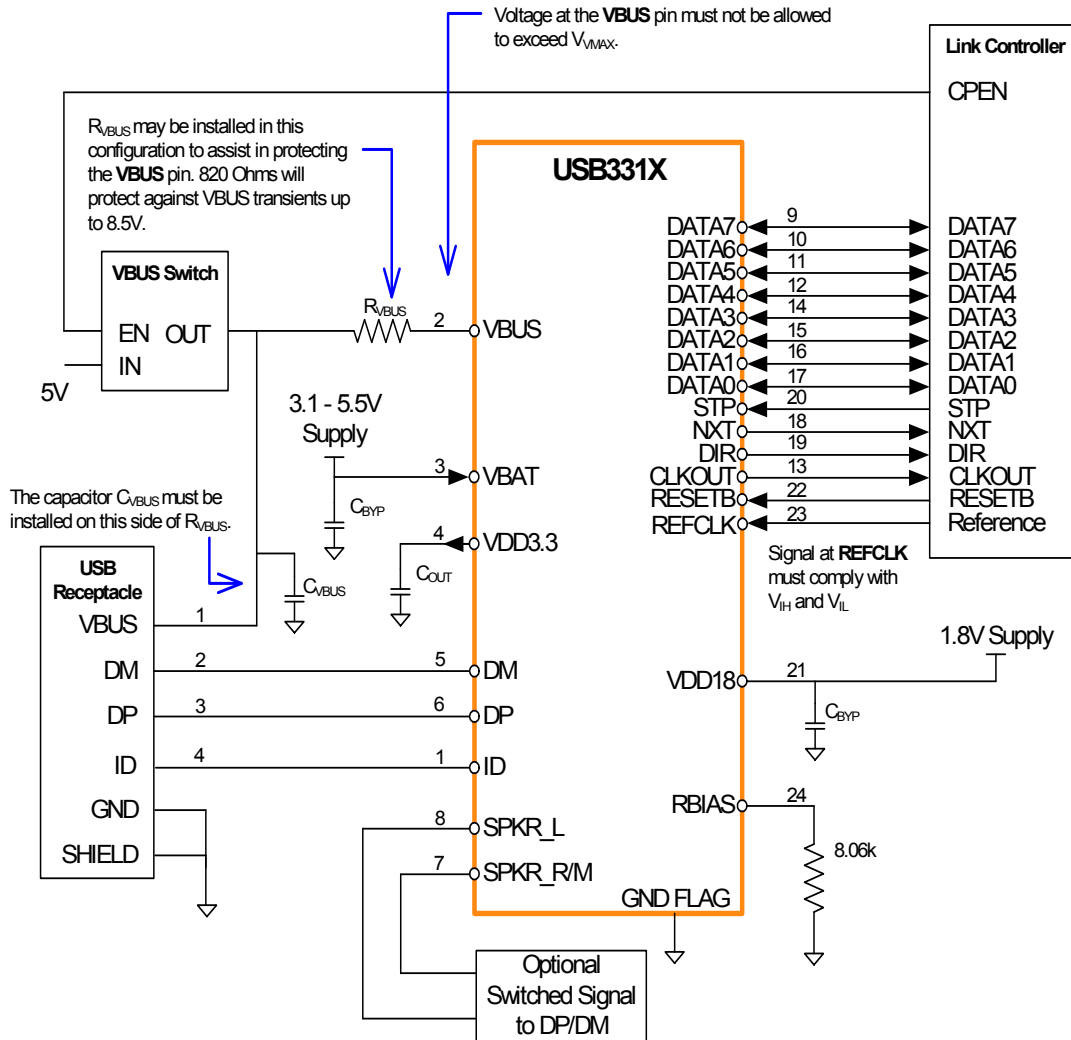 Voltage at the VBUS pin must not be allowed
to exceed VVMAX.
Link Controller
CPEN
RVBUS may be installed in this
configuration to assist in protecting
the VBUS pin. 820 Ohms will
protect against VBUS transients up
to 8.5V.
USB331X
DATA7 9 DATA7
DATA6 10 DATA6
DATA5 11 DATA5
DATA4 12 DATA4
DATA3 14 DATA3
DATA2 15 DATA2
DATA1 16 DATA1
DATA0 17 DATA0
STP 20 STP
NXT 18 NXT
DIR 19 DIR
CLKOUT 13 CLKOUT
RESETB 22 RESETB
REFCLK 23 Reference
VBUS Switch
EN OUT
IN
5V
RVBUS
2 VBUS
3.1 - 5.5V
Supply
3 VBAT
CBYP
4 VDD3.3
COUT
The capacitor CVBUS must be
installed on this side of RVBUS.
CVBUS
Signal at REFCLK
must comply with
VIH and VIL
1.8V Supply
VDD18 21
CBYP
USB
Receptacle
VBUS 1
DM 2 5 DM
DP 3 6 DP
ID 4 1 ID
GND
SHIELD
8 SPKR_L
7 SPKR_R/M
RBIAS 24
8.06k
GND FLAG
Optional
Switched Signal
to DP/DM